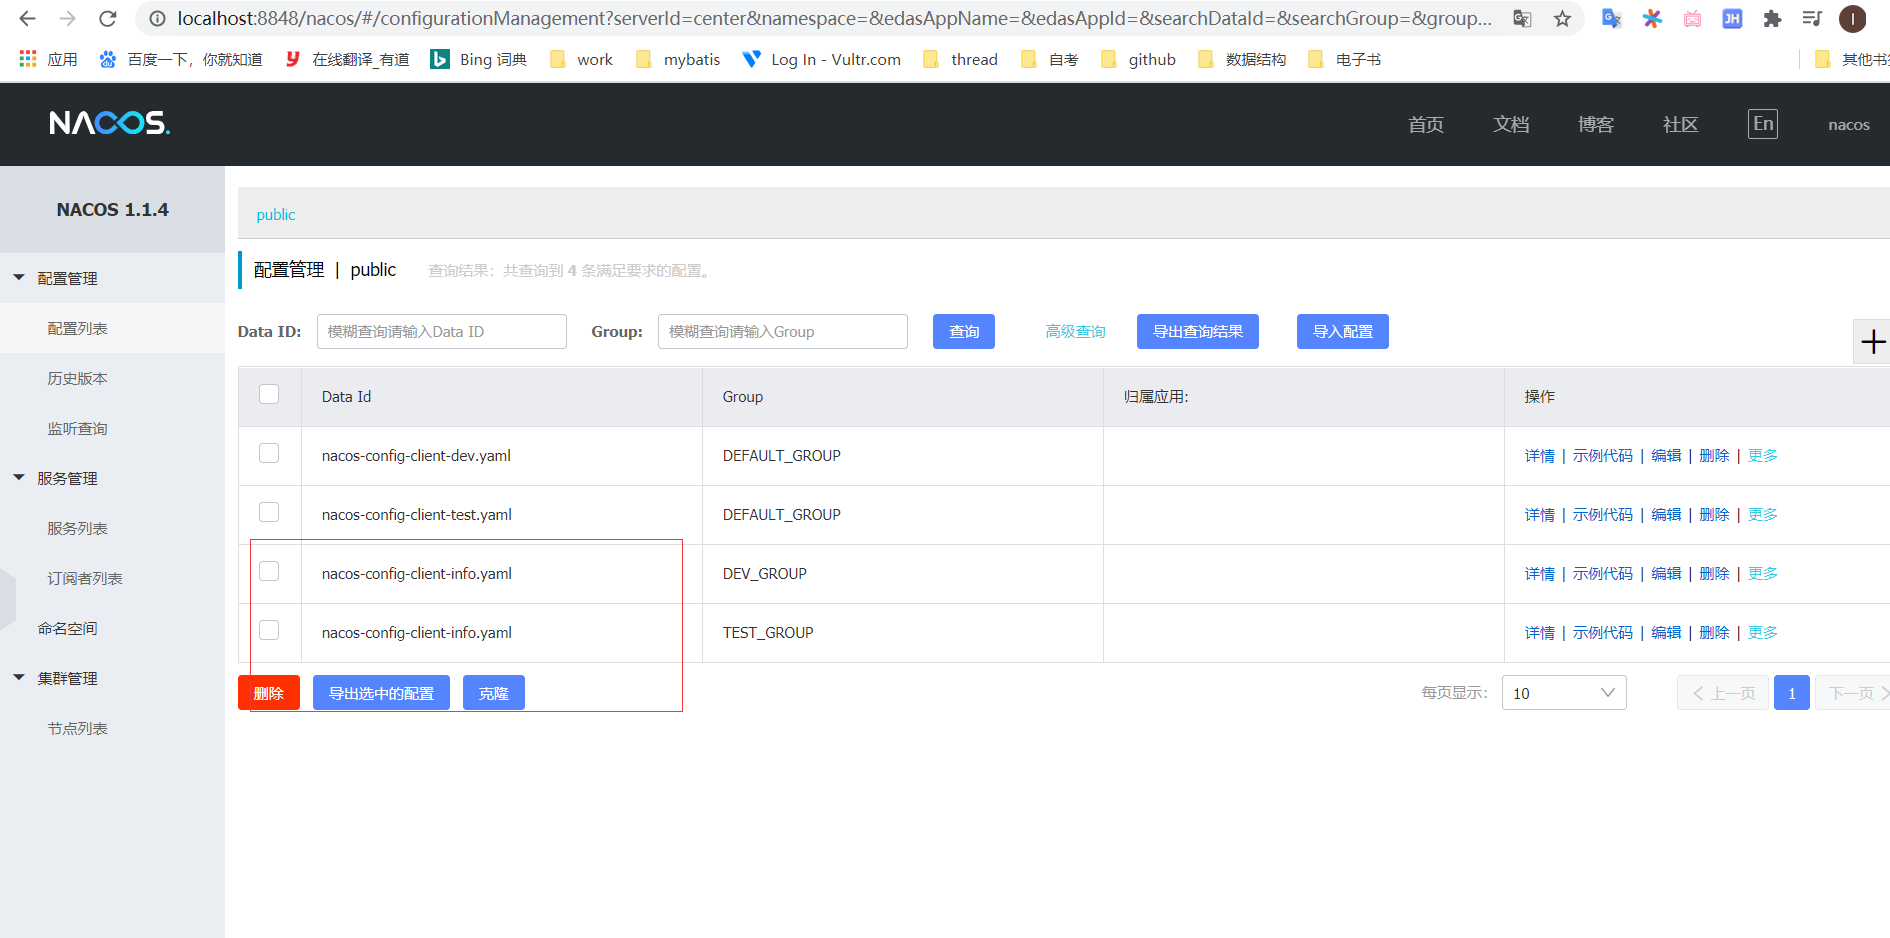 localhost:8848/nacos/#/configurationManagement?serverId=center&namespace=&edasAppName=&edasAppId=&searchDataId=&searchGroup=&group...
JH
I
应用 百度一下，你就知道 在线翻译_有道 Bing 词典 work mybatis Log In - Vultr.com thread 自考 github 数据结构 电子书 其他书签
NACOS.
首页 文档 博客 社区 En nacos
NACOS 1.1.4
配置管理
配置列表
历史版本
监听查询
服务管理
服务列表
订阅者列表
命名空间
集群管理
节点列表
public
配置管理 | public 查询结果：共查询到 4 条满足要求的配置。
Data ID: 模糊查询请输入Data ID Group: 模糊查询请输入Group 查询 高级查询 导出查询结果 导入配置
Data Id Group 归属应用: 操作
nacos-config-client-dev.yaml DEFAULT_GROUP 详情 | 示例代码 | 编辑 | 删除 | 更多
nacos-config-client-test.yaml DEFAULT_GROUP 详情 | 示例代码 | 编辑 | 删除 | 更多
nacos-config-client-info.yaml DEV_GROUP 详情 | 示例代码 | 编辑 | 删除 | 更多
nacos-config-client-info.yaml TEST_GROUP 详情 | 示例代码 | 编辑 | 删除 | 更多
删除 导出选中的配置 克隆 每页显示: 10 上一页 1 下一页